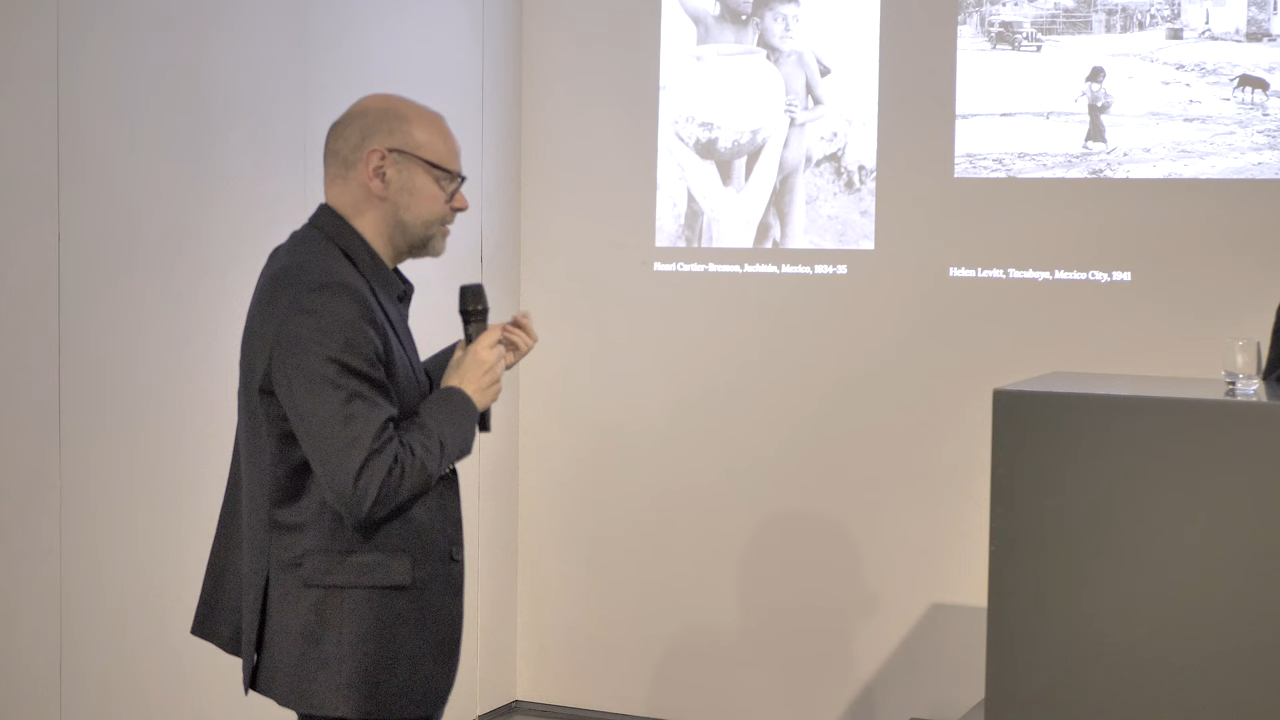 Henri Cartier-Bresson, Juchitán, Mexico, 1934-35
Helen Levitt, Tacubaya, Mexico City, 1941